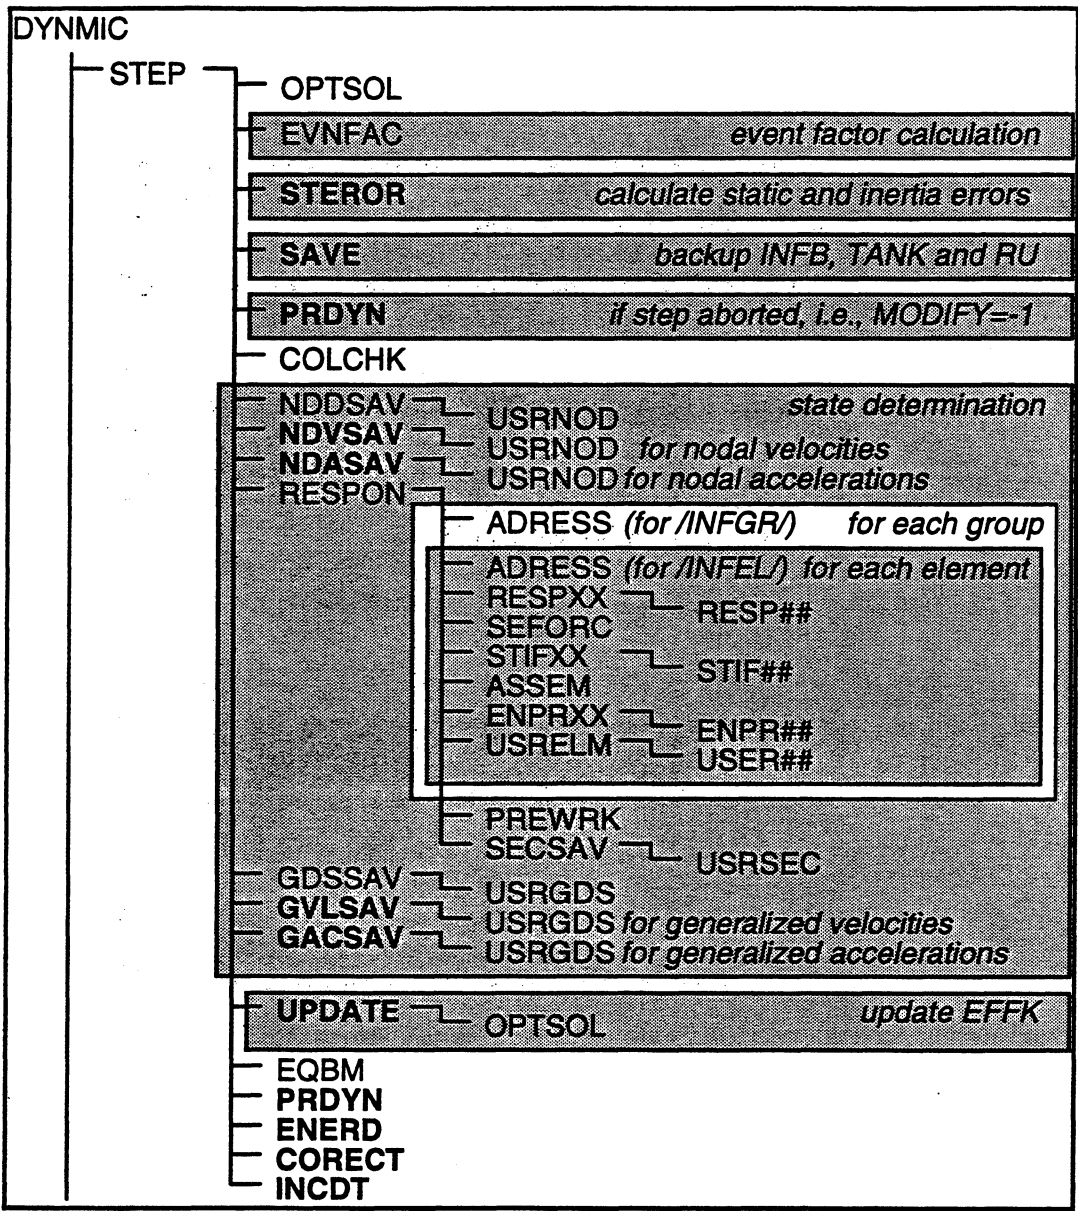 DYNMIC
STEP
OPTSOL
EVNFAC event factor calculation
STEROR calculate static and inertia errors
SAVE backup INFB, TANK and RU
PRDYN if step aborted, i.e., MODIFY=-1
COLCHK
NDDSAV USRNOD state determination
NDVSAV USRNOD for nodal velocities
NDASAV USRNOD for nodal accelerations
RESPON
ADRESS (for /INFGR/) for each group
ADRESS (for /INFEL/) for each element
RESPXX RESP##
SEFORC
STIFXX STIF##
ASSEM
ENPRXX ENPR##
USRELM USER##
PREWRK
SECSAV USRSEC
GDSSAV USRGDS
GVLSAV USRGDS for generalized velocities
GACSAV USRGDS for generalized accelerations
UPDATE OPTSOL update EFFK
EQBM
PRDYN
ENERD
CORECT
INCDT